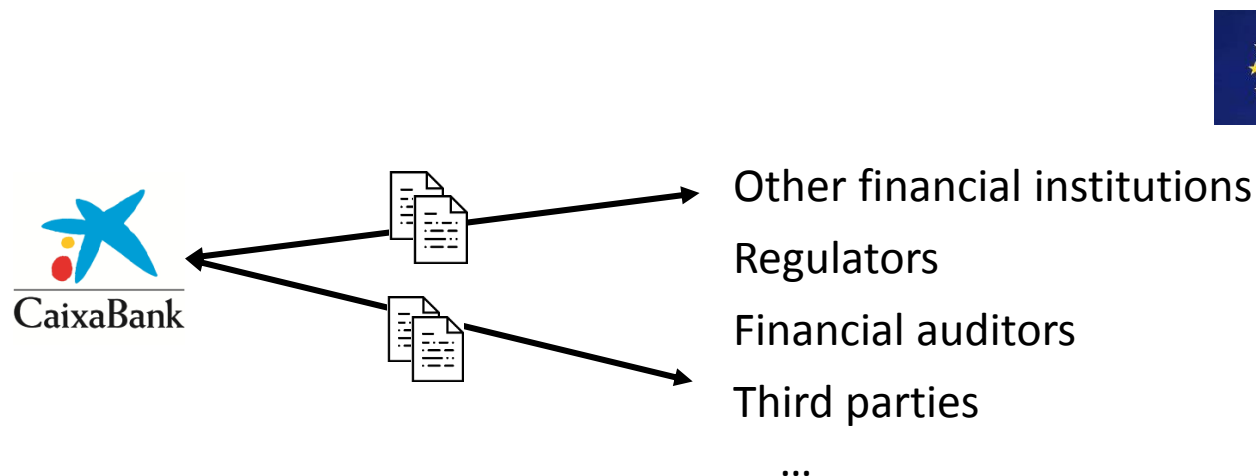 Other financial institutions
CaixaBank
Regulators
Financial auditors
Third parties
...